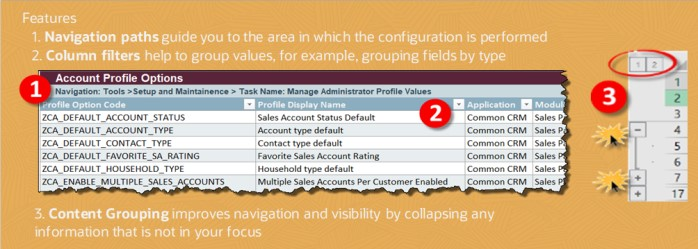 Features
1. Navigation paths guide you to the area in which the configuration is performed
2. Column filters help to group values, for example, grouping fields by type
1
Account Profile Options
Navigation: Tools >Setup and Maintainence > Task Name: Manage Administrator Profile Values
Profile Option Code Profile Display Name 2 Application
ZCA_DEFAULT_ACCOUNT_STATUS Sales Account Status Default Common CRM Sales
ZCA_DEFAULT_ACCOUNT_TYPE Account type default Common CRM Sales
ZCA_DEFAULT_CONTACT_TYPE Contact type default Common CRM Sales
ZCA_DEFAULT_FAVORITE_SA_RATING Favorite Sales Account Rating Common CRM Sales
ZCA_DEFAULT_HOUSEHOLD_TYPE Household type default Common CRM Sales
ZCA_ENABLE_MULTIPLE_SALES_ACCOUNTS Multiple Sales Accounts Per Customer Enabled Common CRM Sales
3
1 2
1
2
3
4
5
6
7
17
3. Content Grouping improves navigation and visibility by collapsing any
information that is not in your focus